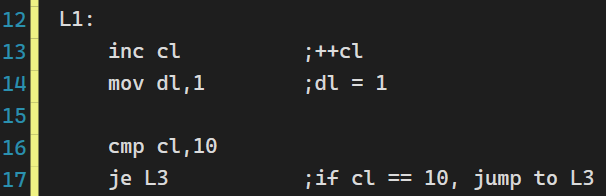 12 L1:
13 inc cl ;++cl
14 mov dl,1 ;dl = 1
15
16 cmp cl,10
17 je L3 ;if cl == 10, jump to L3